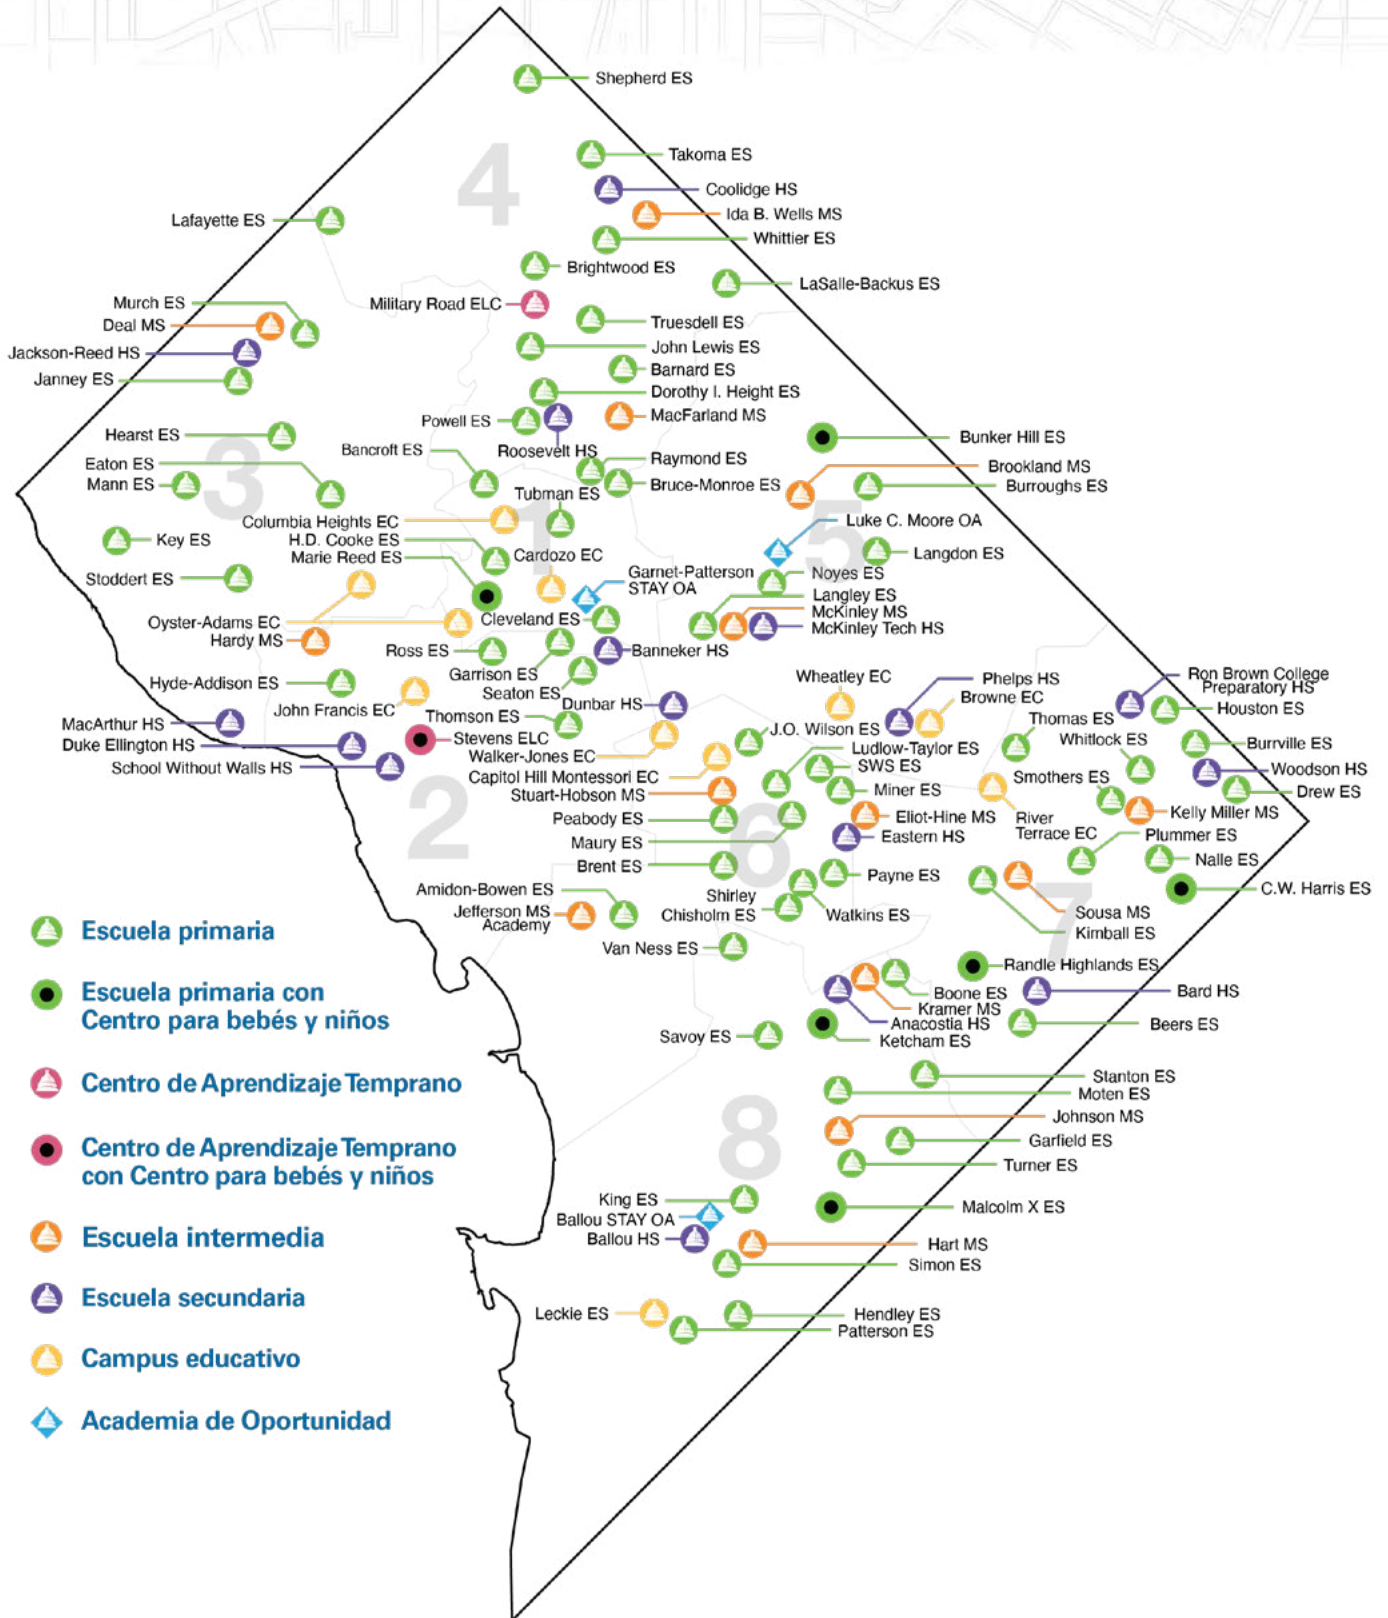 Shepherd ES
4
Takoma ES
Coolidge HS
Ida B. Wells MS
Lafayette ES
Whittier ES
Brightwood ES
LaSalle-Backus ES
Murch ES
Military Road ELC
Deal MS
Truesdell ES
Jackson-Reed HS
John Lewis ES
Janney ES
Barnard ES
Dorothy I. Height ES
Powell ES
MacFarland MS
Hearst ES
Bunker Hill ES
Bancroft ES
Roosevelt HS
Eaton ES
Raymond ES
Brookland MS
3
Mann ES
Bruce-Monroe ES
Burroughs ES
Tubman ES
1
Columbia Heights EC
Luke C. Moore OA
5
Key ES
H.D. Cooke ES
Marie Reed ES
Cardozo EC
Langdon ES
Stoddert ES
Garnet-Patterson
STAY OA
Noyes ES
Langley ES
McKinley MS
Oyster-Adams EC
Cleveland ES
McKinley Tech HS
Hardy MS
Ross ES
Banneker HS
Garrison ES
Wheatley EC
Phelps HS
Ron Brown College
Preparatory HS
Hyde-Addison ES
Seaton ES
Browne EC
John Francis EC
Dunbar HS
Houston ES
MacArthur HS
Thomson ES
Thomas ES
J.O. Wilson ES
Duke Ellington HS
Stevens ELC
Whitlock ES
Burrville ES
Walker-Jones EC
Ludlow-Taylor ES
School Without Walls HS
SWS ES
Woodson HS
Capitol Hill Montessori EC
Smothers ES
Stuart-Hobson MS
Miner ES
Drew ES
2
Peabody ES
Eliot-Hine MS
River
Terrace EC
Kelly Miller MS
Maury ES
6
Eastern HS
Plummer ES
Brent ES
Payne ES
Nalle ES
Amidon-Bowen ES
Shirley
Chisholm ES
C.W. Harris ES
Jefferson MS
Academy
Watkins ES
7
Sousa MS
Kimball ES
Van Ness ES
Randle Highlands ES
Boone ES
Bard HS
Kramer MS
Anacostia HS
Beers ES
Savoy ES
Ketcham ES
Stanton ES
Moten ES
Johnson MS
8
Garfield ES
Turner ES
King ES
Malcolm X ES
Ballou STAY OA
Ballou HS
Hart MS
Simon ES
Leckie ES
Hendley ES
Patterson ES
Escuela primaria
Escuela primaria con
Centro para bebés y niños
Centro de Aprendizaje Temprano
Centro de Aprendizaje Temprano
con Centro para bebés y niños
Escuela intermedia
Escuela secundaria
Campus educativo
Academia de Oportunidad